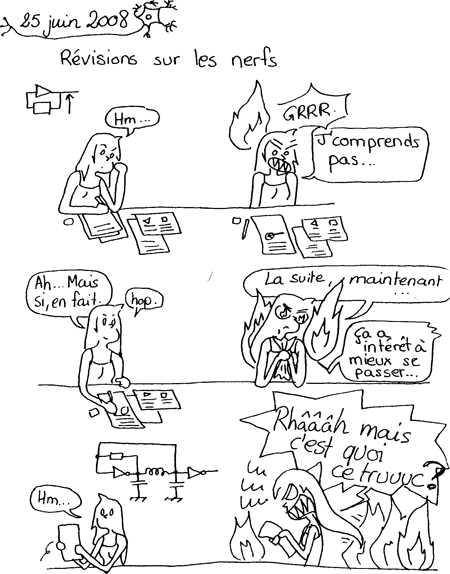 25 juin 2008
Révisions sur les nerfs
Hm...
GRRR.
J'comprends
pas...
Ah... Mais
si, en fait.
hop.
La suite, maintenant
...
Ça a
intérêt à
mieux se
passer...
Hm...
Rhâââh mais
c'est quoi
ce truuuc ?